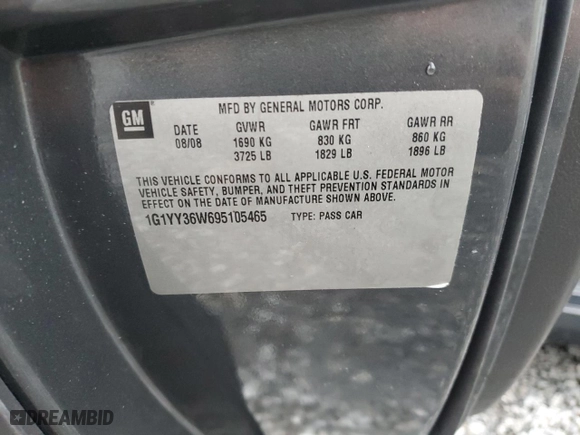 GM
MFD BY GENERAL MOTORS CORP.
DATE GVWR GAWR FRT GAWR RR
08/08 1690 KG 830 KG 860 KG
3725 LB 1829 LB 1896 LB
THIS VEHICLE CONFORMS TO ALL APPLICABLE U.S. FEDERAL MOTOR
VEHICLE SAFETY, BUMPER, AND THEFT PREVENTION STANDARDS IN
EFFECT ON THE DATE OF MANUFACTURE SHOWN ABOVE.
1G1YY36W695105465 TYPE: PASS CAR
DREAMBID